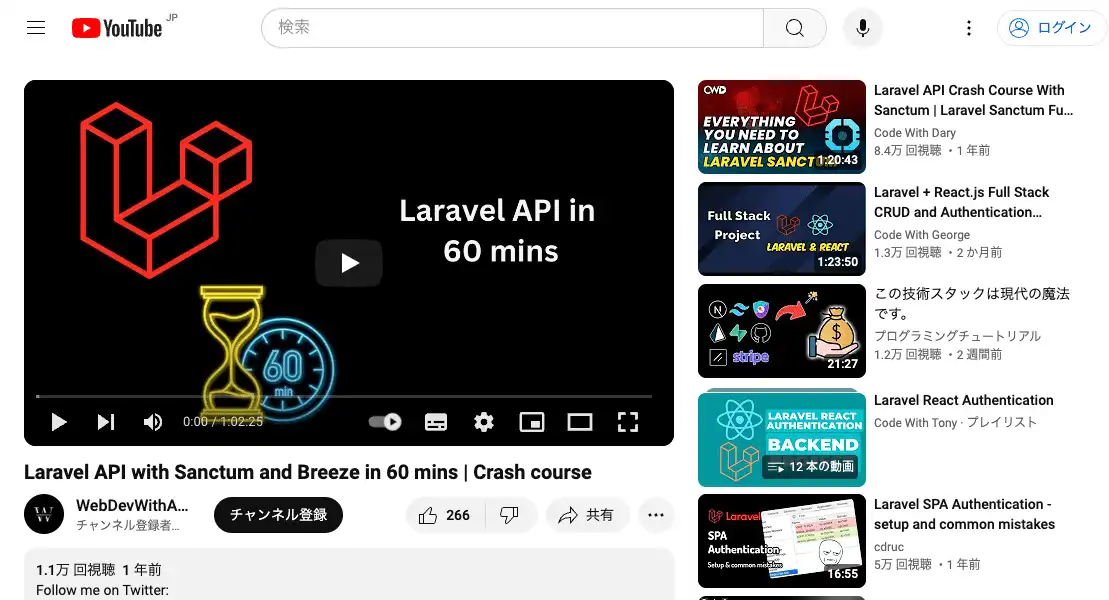 YouTube JP
検索
ログイン
Laravel API in
60 mins
60
min
0:00 / 1:02:25
Laravel API with Sanctum and Breeze in 60 mins | Crash course
WebDevWithA...
チャンネル登録者...
チャンネル登録
266
共有
1.1万 回視聴 1 年前
Follow me on Twitter:
CWD
EVERYTHING
YOU NEED TO
LEARN ABOUT
LARAVEL SANCTUM
1:20:43
Laravel API Crash Course With
Sanctum | Laravel Sanctum Fu...
Code With Dary
8.4万 回視聴 ・1 年前
Full Stack
Project
LARAVEL & REACT
1:23:50
Laravel + React.js Full Stack
CRUD and Authentication...
Code With George
1.3万 回視聴 ・2 か月前
N
stripe
$
21:27
この技術スタックは現代の魔法
です。
プログラミングチュートリアル
1.2万 回視聴 ・2 週間前
LARAVEL REACT
AUTHENTICATION
BACKEND
12 本の動画
Laravel React Authentication
Code With Tony · プレイリスト
Laravel
SPA
Authentication
Setup & common mistakes
16:55
Laravel SPA Authentication -
setup and common mistakes
cdruc
5万 回視聴 ・1 年前